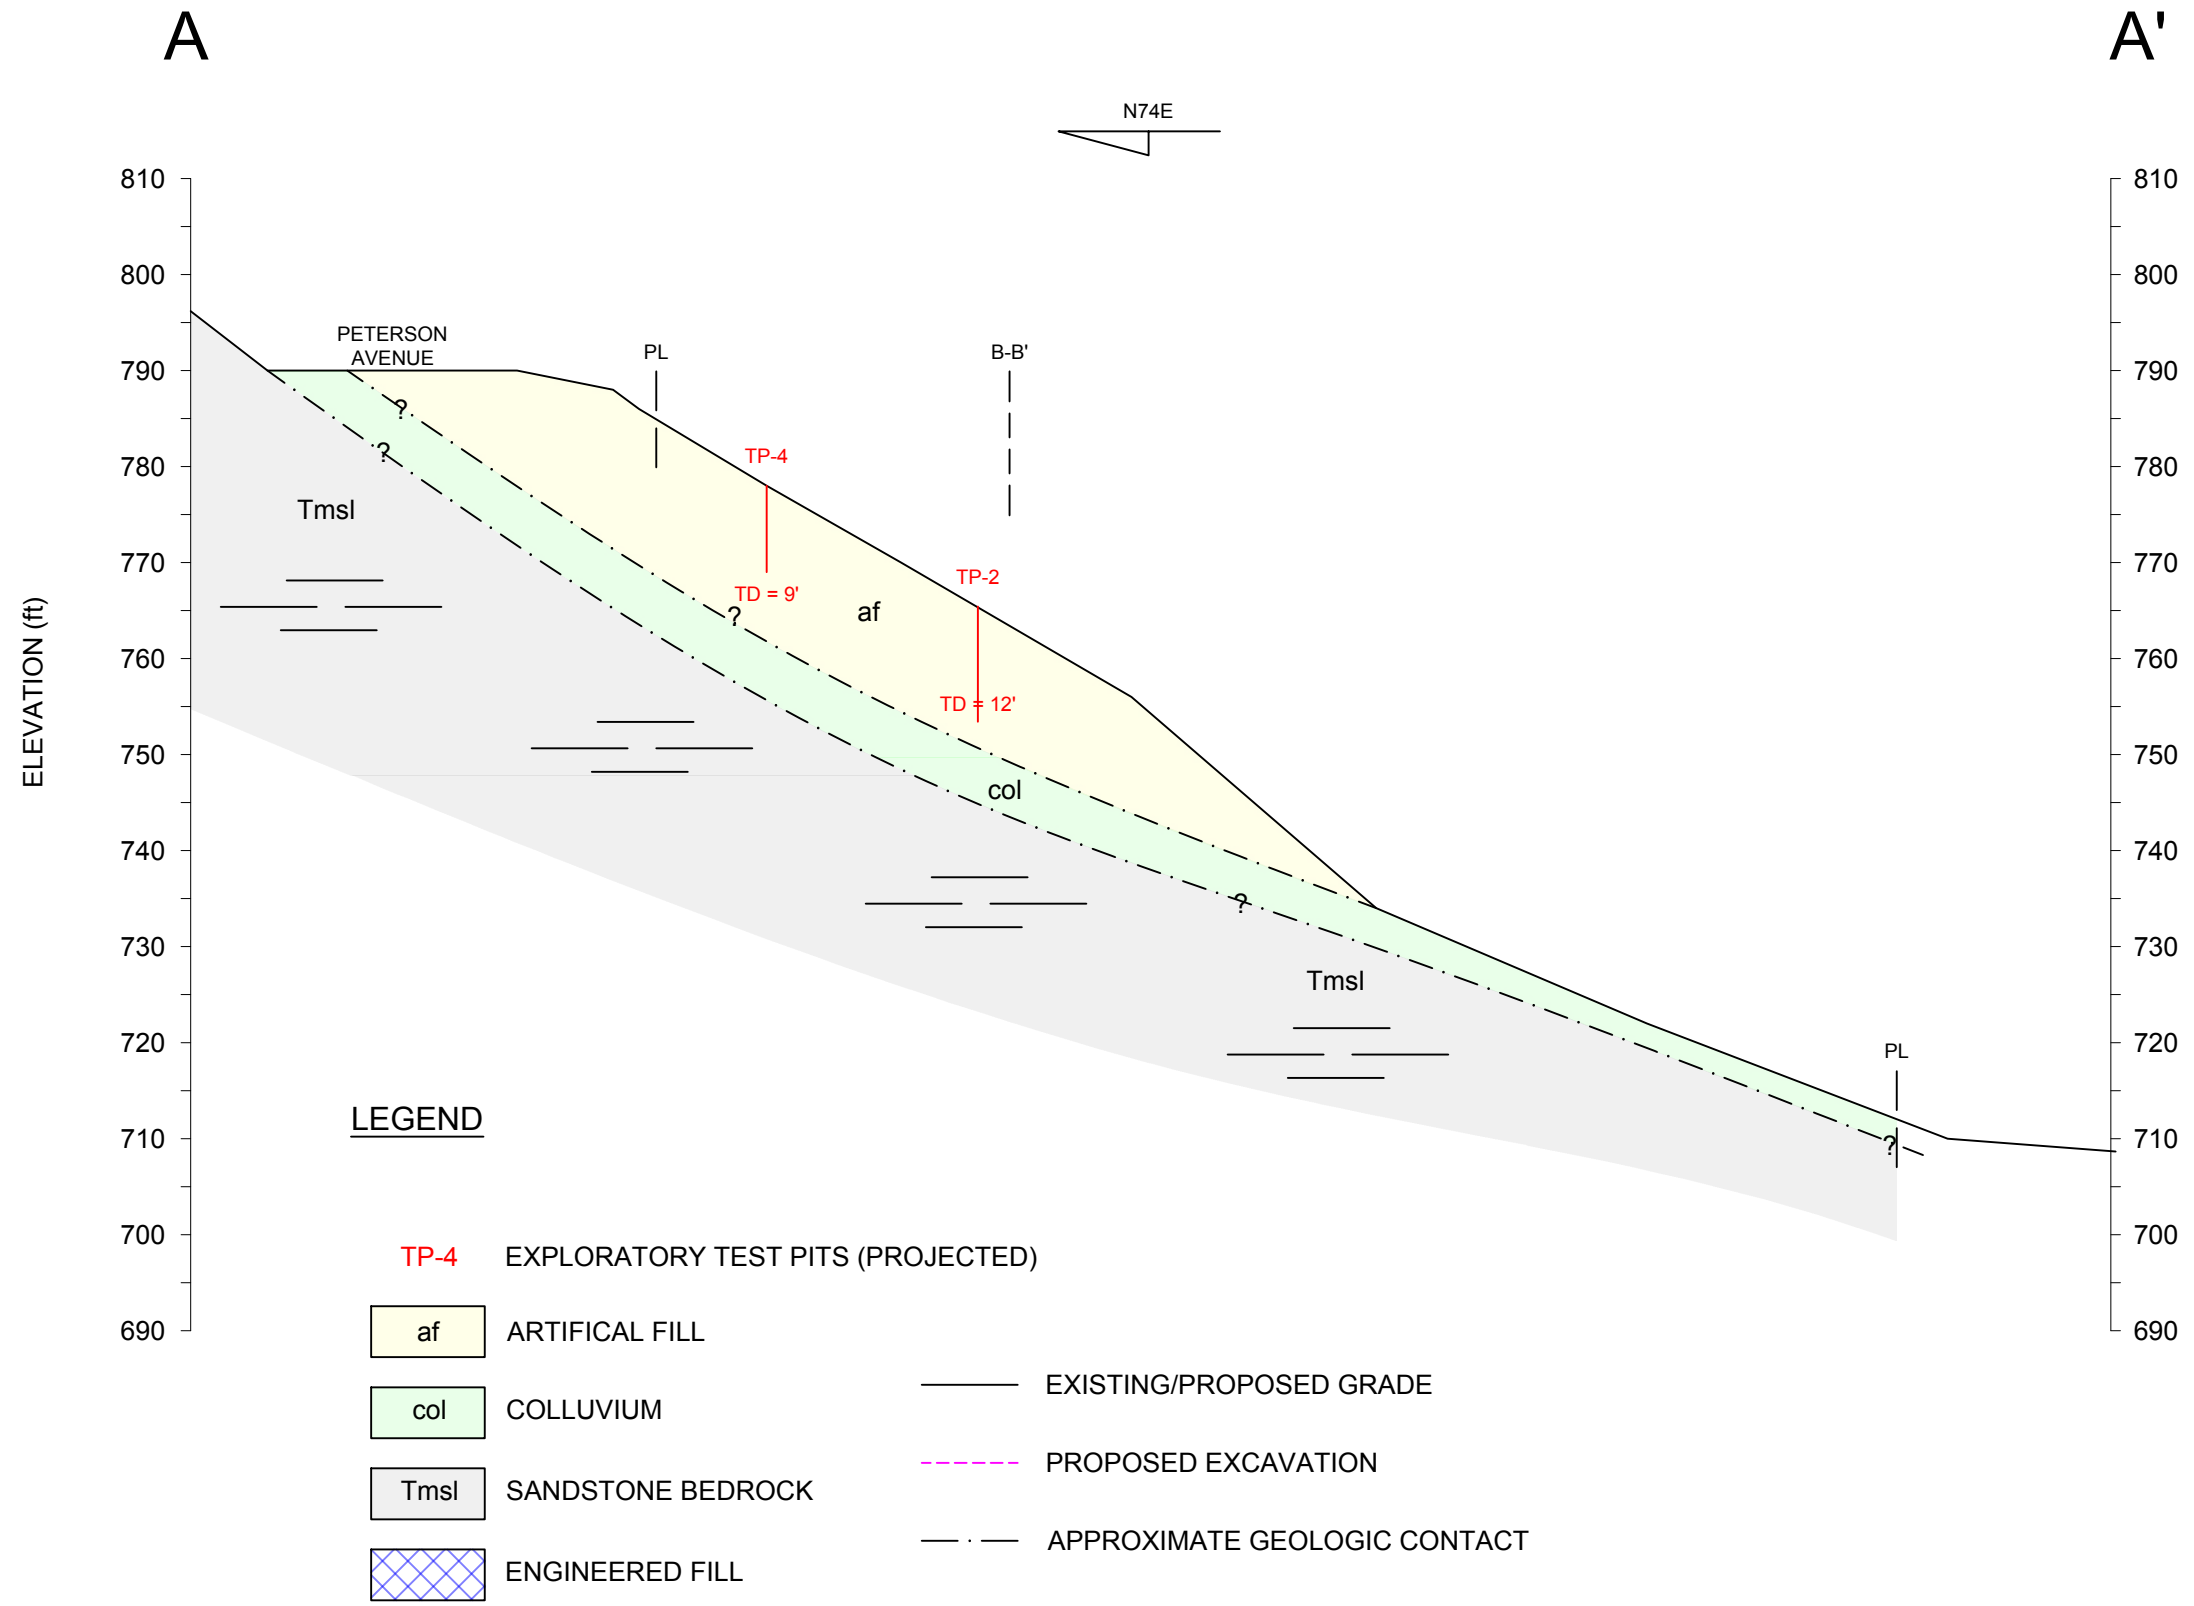 A
A'
N74E
810
800
790
780
770
760
750
740
730
720
710
700
690
ELEVATION (ft)
810
800
790
780
770
760
750
740
730
720
710
700
690
PETERSON
AVENUE
PL
B-B'
TP-4
TD = 9'
TP-2
TD = 12'
?
?
?
?
?
Tmsl
af
col
Tmsl
PL
LEGEND
TP-4 EXPLORATORY TEST PITS (PROJECTED)
af ARTIFICAL FILL
col COLLUVIUM
Tmsl SANDSTONE BEDROCK
ENGINEERED FILL
EXISTING/PROPOSED GRADE
PROPOSED EXCAVATION
APPROXIMATE GEOLOGIC CONTACT